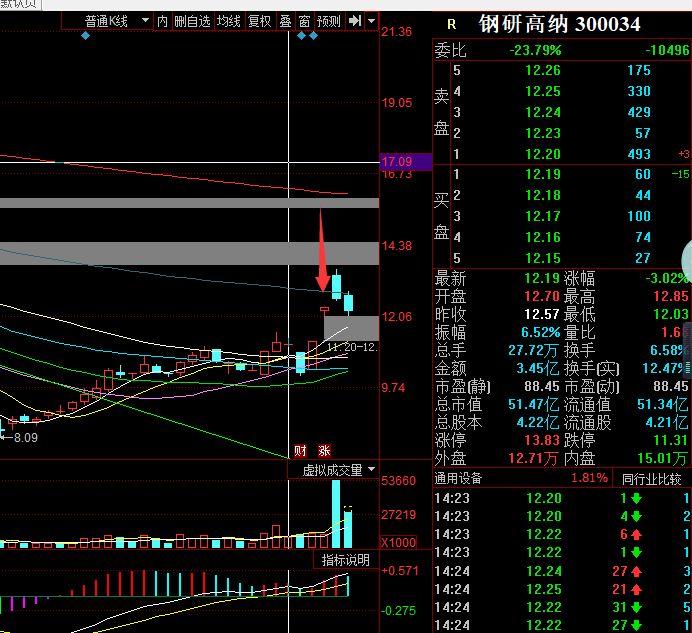 默认页
普通K线 内 删自选 均线 复权 叠 窗 预测
21.36
19.05
17.09
16.73
14.38
12.06
9.74
11.20-12.
8.09
财 涨
虚拟成交量
53660
27219
X1000
指标说明
+0.571
-0.275
R 钢研高纳 300034
委比 -23.79% -10496
卖盘
5 12.26 175
4 12.25 330
3 12.24 429
2 12.23 57
1 12.20 493 +3
买盘
1 12.19 60 -15
2 12.18 44
3 12.17 100
4 12.16 74
5 12.15 27
最新 12.19 涨幅 -3.02%
开盘 12.70 最高 12.85
昨收 12.57 最低 12.03
振幅 6.52% 量比 1.6
总手 27.72万 换手 6.58%
金额 3.45亿 换手(实) 12.47%
市盈(静) 88.45 市盈(动) 88.45
总市值 51.47亿 流通值 51.34亿
总股本 4.22亿 流通股 4.21亿
涨停 13.83 跌停 11.31
外盘 12.71万 内盘 15.01万
通用设备 1.81% 同行业比较
14:23 12.20 1 1
14:23 12.20 4 2
14:23 12.22 6 1
14:23 12.22 1 1
14:24 12.24 27 3
14:24 12.25 21 2
14:24 12.22 31 5
14:24 12.22 27 1